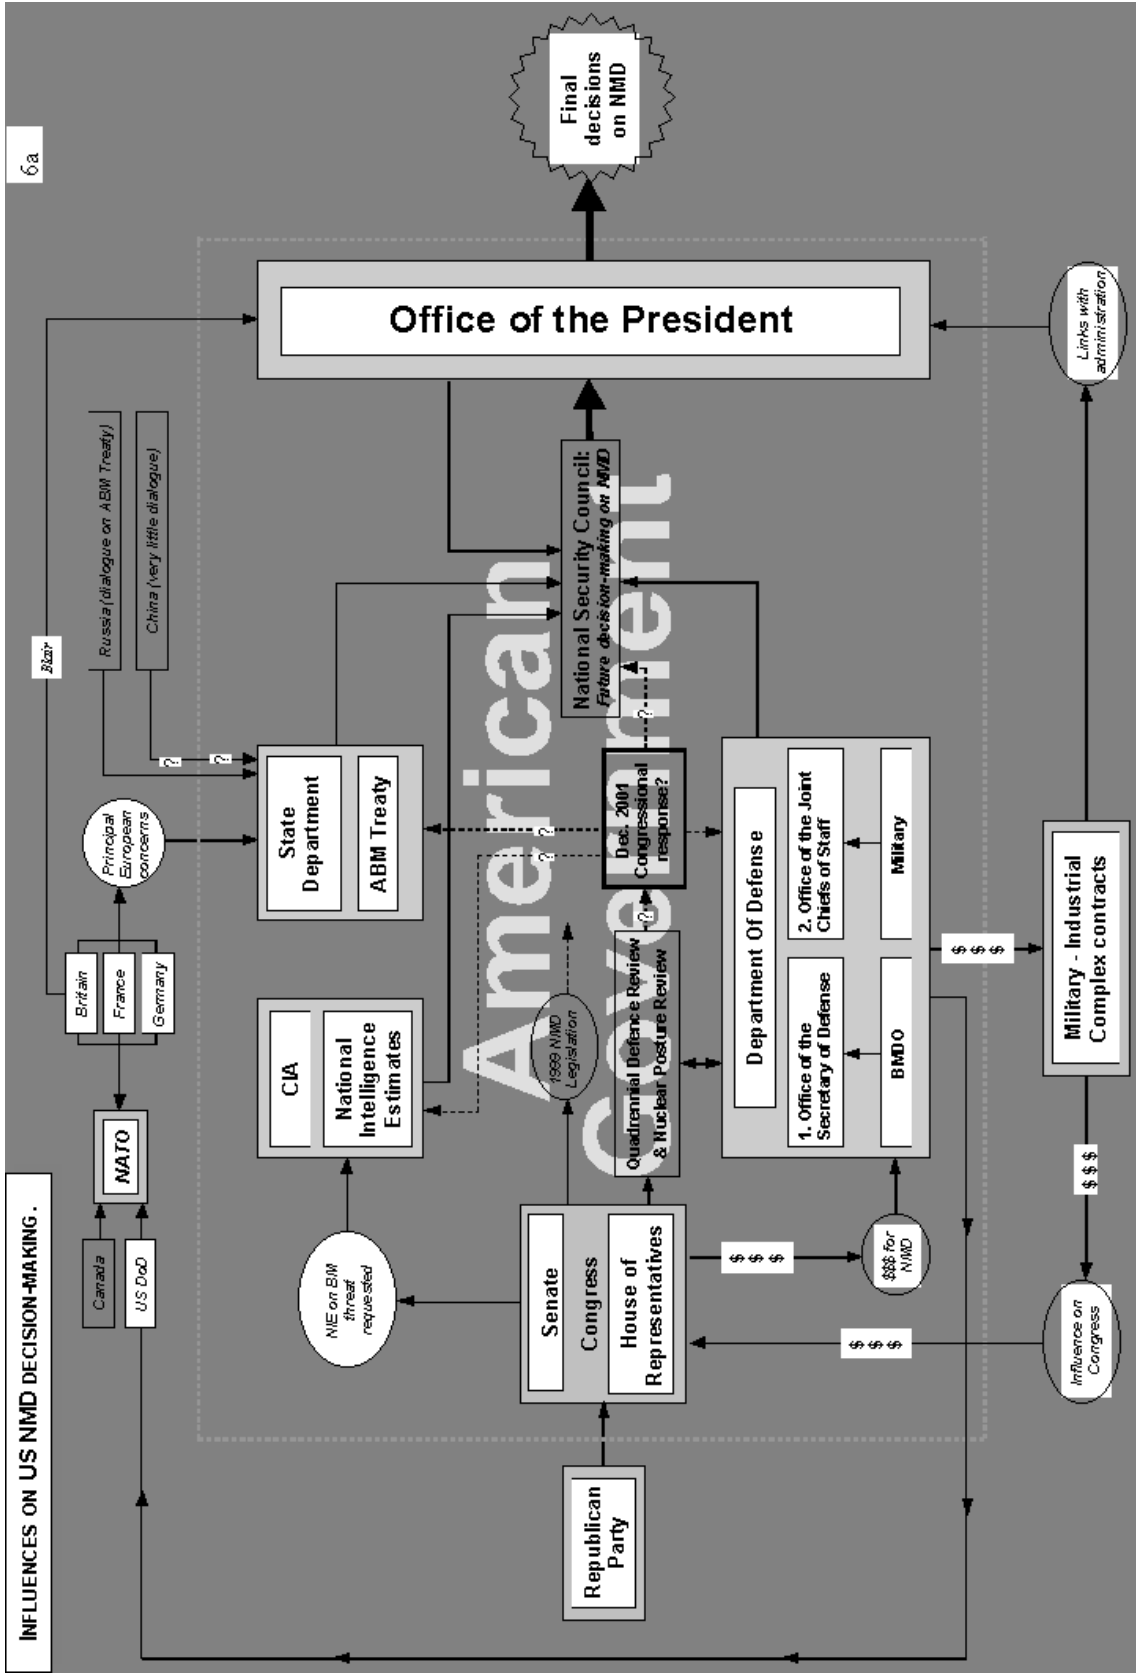 INFLUENCES ON US NMD DECISION-MAKING.
6a
Canada
US DoD
NATO
Britain
France
Germany
Principal
European
concerns
Blair
Russia (dialogue on ABM Treaty)
China (very little dialogue)
?
?
NIE on BM
threat
requested
CIA
National
Intelligence
Estimates
State
Department
ABM Treaty
Office of the President
Final
decisions
on NMD
American
Government
Republican
Party
Senate
Congress
House of
Representatives
1999 NMD
Legislation
Quadrennial Defence Review
& Nuclear Posture Review
?
Dec. 2001
Congressional
response?
?
?
?
National Security Council:
Future decision-making on NMD
$ $ $
$$$ for
NMD
Department Of Defense
1. Office of the
Secretary of Defense
2. Office of the Joint
Chiefs of Staff
BMDO
Military
$ $ $
$ $ $
Influence on
Congress
$$$
Military - Industrial
Complex contracts
Links with
administration